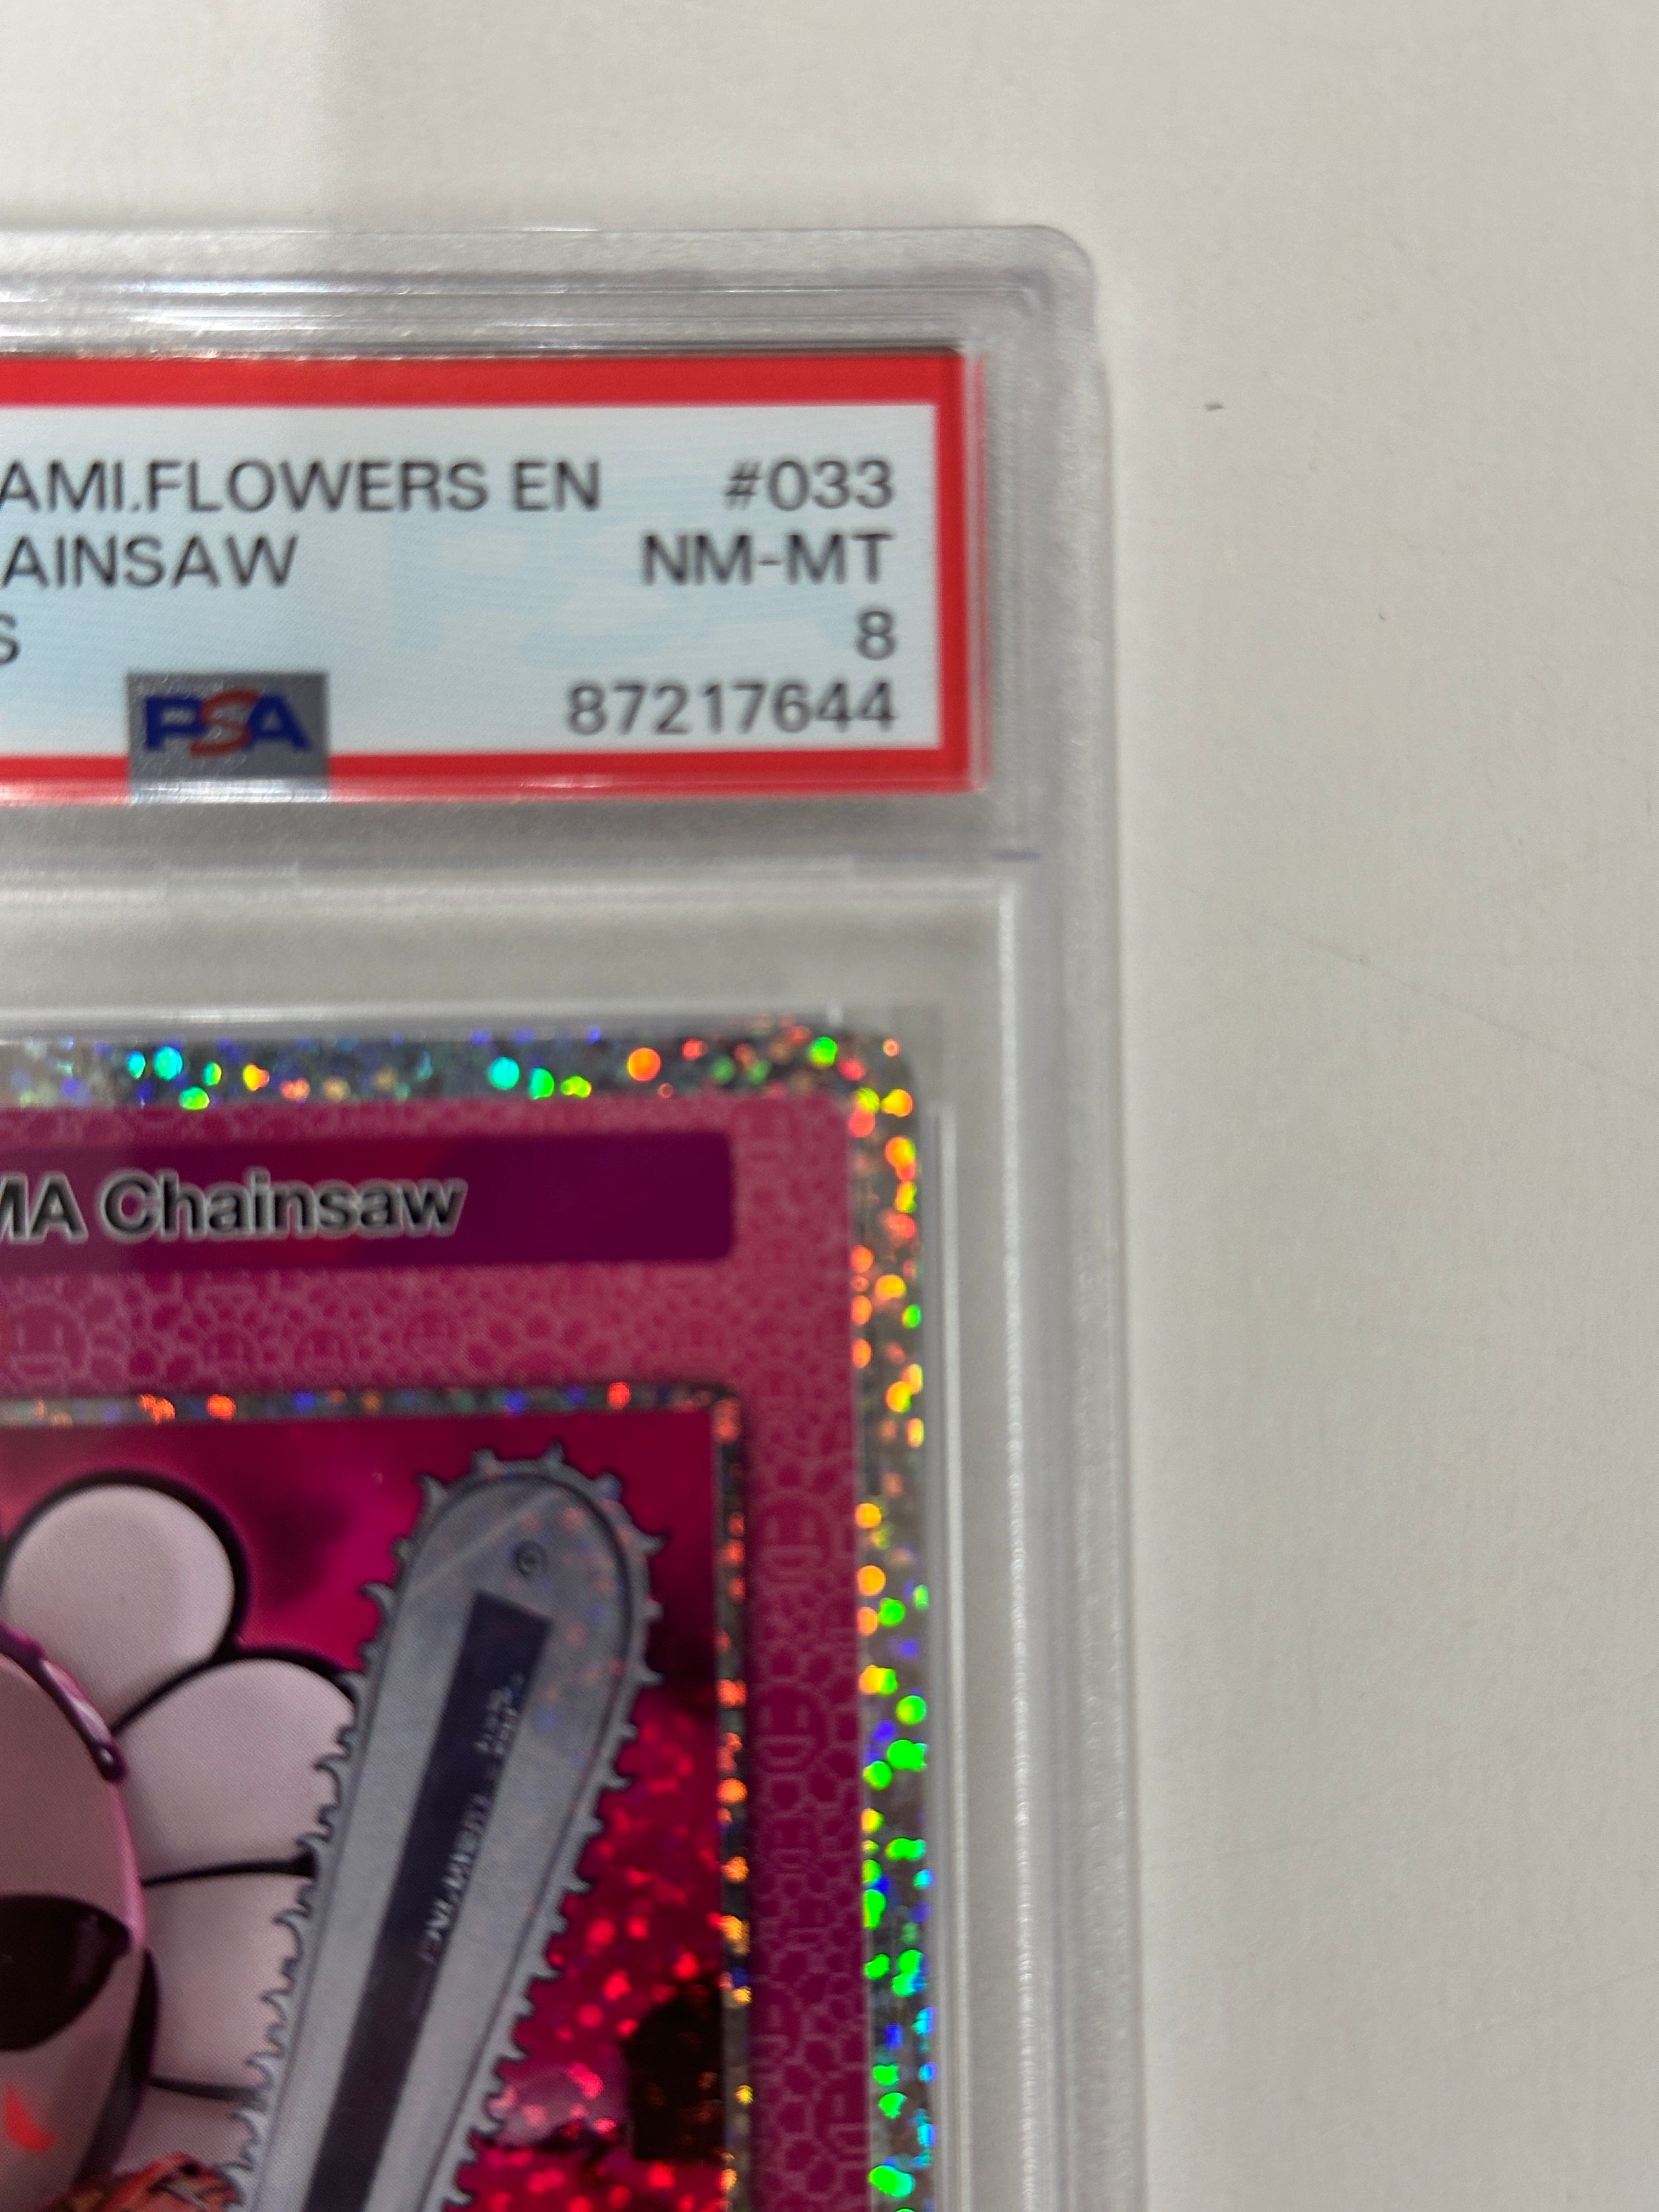 AMI.FLOWERS EN #033
AINSAW NM-MT
S 8
PSA 87217644
MA Chainsaw